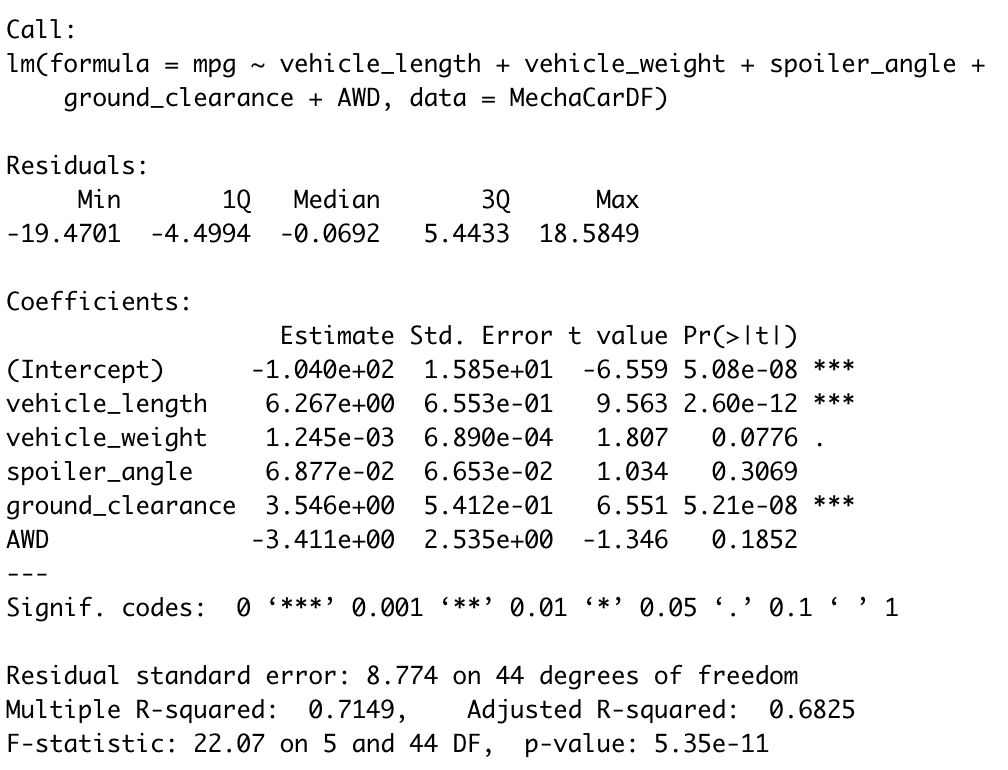 Call:
lm(formula = mpg ~ vehicle_length + vehicle_weight + spoiler_angle +
    ground_clearance + AWD, data = MechaCarDF)

Residuals:
     Min       1Q   Median       3Q      Max
-19.4701  -4.4994  -0.0692   5.4433  18.5849

Coefficients:
                   Estimate Std. Error t value Pr(>|t|)
(Intercept)      -1.040e+02  1.585e+01  -6.559 5.08e-08 ***
vehicle_length    6.267e+00  6.553e-01   9.563 2.60e-12 ***
vehicle_weight    1.245e-03  6.890e-04   1.807   0.0776 .
spoiler_angle     6.877e-02  6.653e-02   1.034   0.3069
ground_clearance  3.546e+00  5.412e-01   6.551 5.21e-08 ***
AWD              -3.411e+00  2.535e+00  -1.346   0.1852
---
Signif. codes:  0 ‘***’ 0.001 ‘**’ 0.01 ‘*’ 0.05 ‘.’ 0.1 ‘ ’ 1

Residual standard error: 8.774 on 44 degrees of freedom
Multiple R-squared:  0.7149,    Adjusted R-squared:  0.6825
F-statistic: 22.07 on 5 and 44 DF,  p-value: 5.35e-11